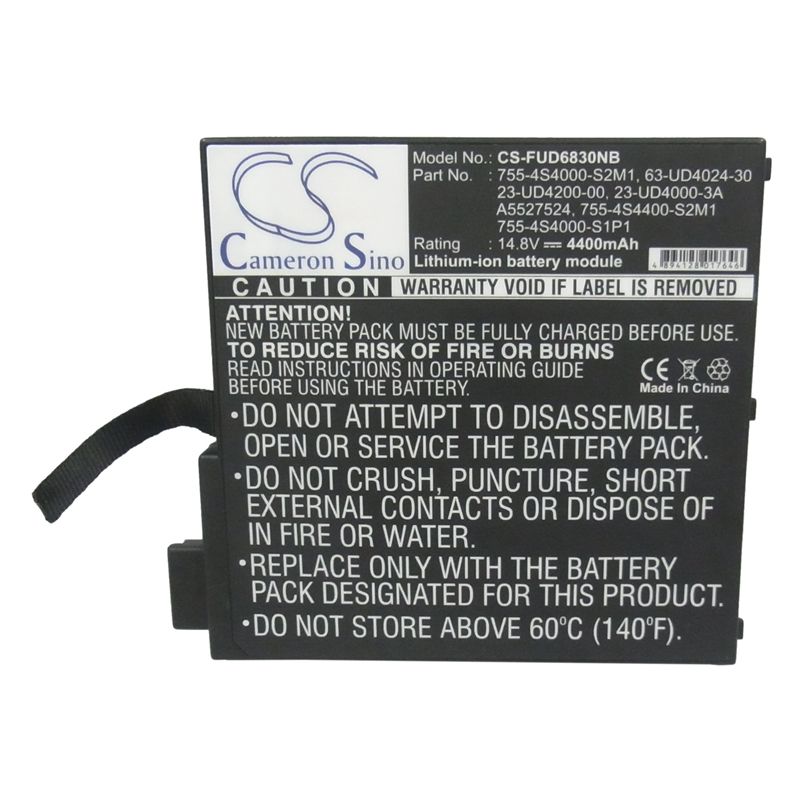 CS
Cameron Sino
Model No.: CS-FUD6830NB
Part No. : 755-4S4000-S2M1, 63-UD4024-30
23-UD4200-00, 23-UD4000-3A
A5527524, 755-4S4400-S2M1
755-4S4000-S1P1
Rating : 14.8V 4400mAh
Lithium-ion battery module
4 894128 017646
CAUTION WARRANTY VOID IF LABEL IS REMOVED
ATTENTION!
NEW BATTERY PACK MUST BE FULLY CHARGED BEFORE USE.
TO REDUCE RISK OF FIRE OR BURNS
READ INSTRUCTIONS IN DEVICE OPERATING GUIDE
BEFORE USING THE BATTERY.
CE
Made In China
•DO NOT ATTEMPT TO DISASSEMBLE,
OPEN OR SERVICE THE BATTERY PACK.
•DO NOT CRUSH, PUNCTURE, SHORT
EXTERNAL CONTACTS OR DISPOSE OF
IN FIRE OR WATER.
•REPLACE ONLY WITH THE BATTERY
PACK DESIGNATED FOR THIS PRODUCT.
•DO NOT STORE ABOVE 60°C (140°F).